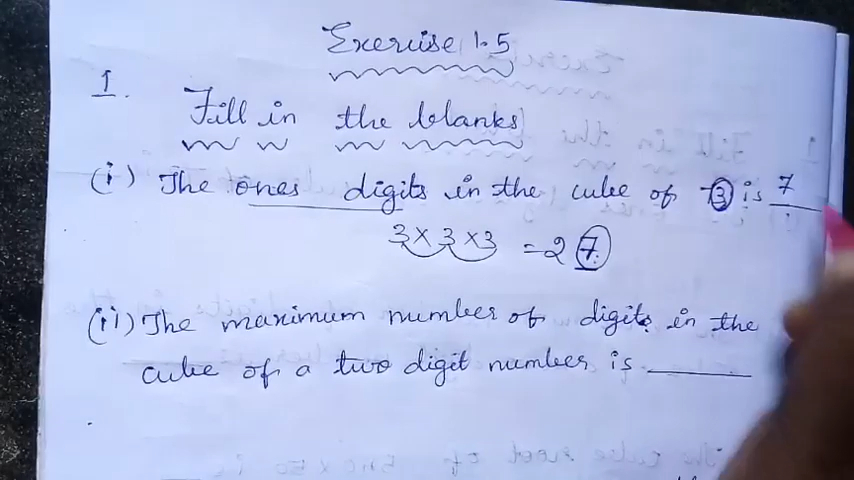 Exercise 1.5
1. Fill in the blanks
(i) The ones digits in the cube of 73 is 7
3×3×3 = 27
(ii) The maximum number of digits in the
cube of a two digit number is ______